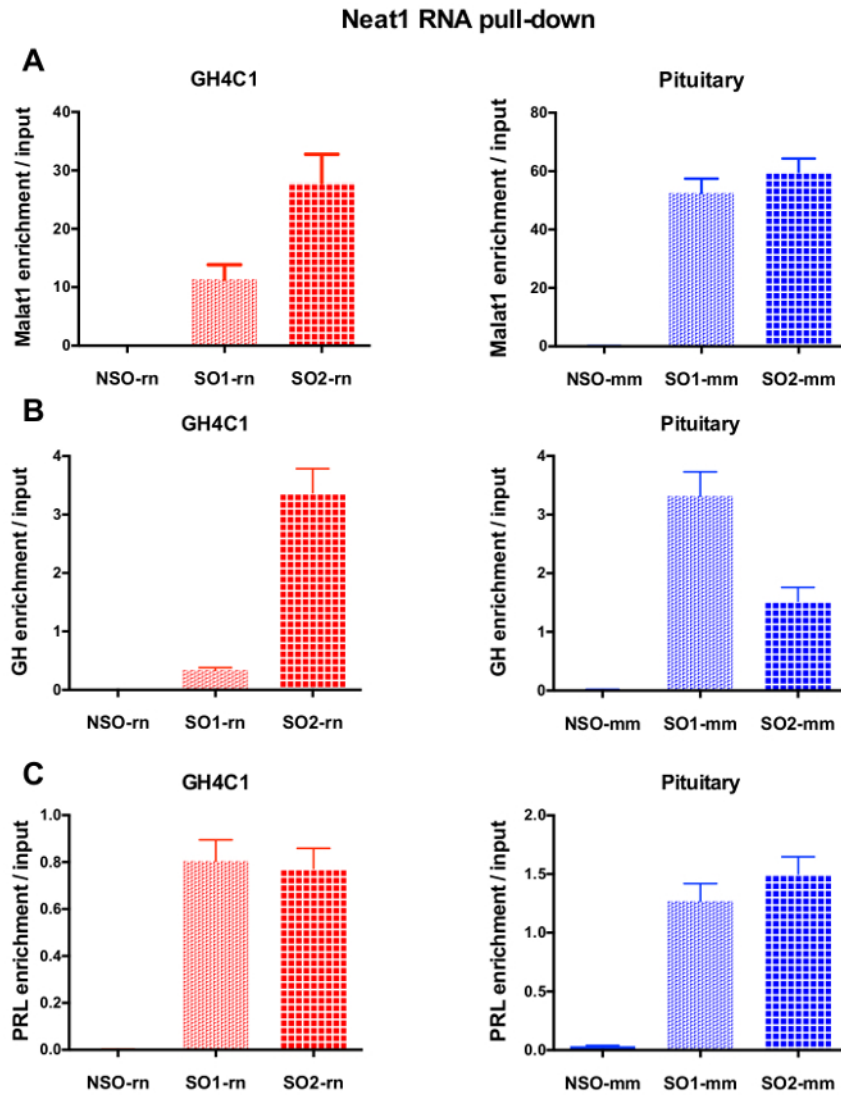 Neat1 RNA pull-down
A
GH4C1
Malat1 enrichment / input
40
30
20
10
0
NSO-rn SO1-rn SO2-rn
Pituitary
Malat1 enrichment / input
80
60
40
20
0
NSO-mm SO1-mm SO2-mm
B
GH4C1
GH enrichment / input
4
3
2
1
0
NSO-rn SO1-rn SO2-rn
Pituitary
GH enrichment / input
4
3
2
1
0
NSO-mm SO1-mm SO2-mm
C
GH4C1
PRL enrichment / input
1.0
0.8
0.6
0.4
0.2
0.0
NSO-rn SO1-rn SO2-rn
Pituitary
PRL enrichment / input
2.0
1.5
1.0
0.5
0.0
NSO-mm SO1-mm SO2-mm